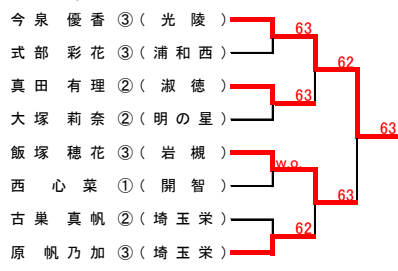 今泉 優香 ③ ( 光陵 )
式部 彩花 ③ ( 浦和西 )
真田 有理 ② ( 淑徳 )
大塚 莉奈 ② ( 明の星 )
飯塚 穂花 ③ ( 岩槻 )
西 心菜 ① ( 開智 )
古巣 真帆 ② ( 埼玉栄 )
原 帆乃加 ③ ( 埼玉栄 )
63
62
63
63
w.o.
63
62